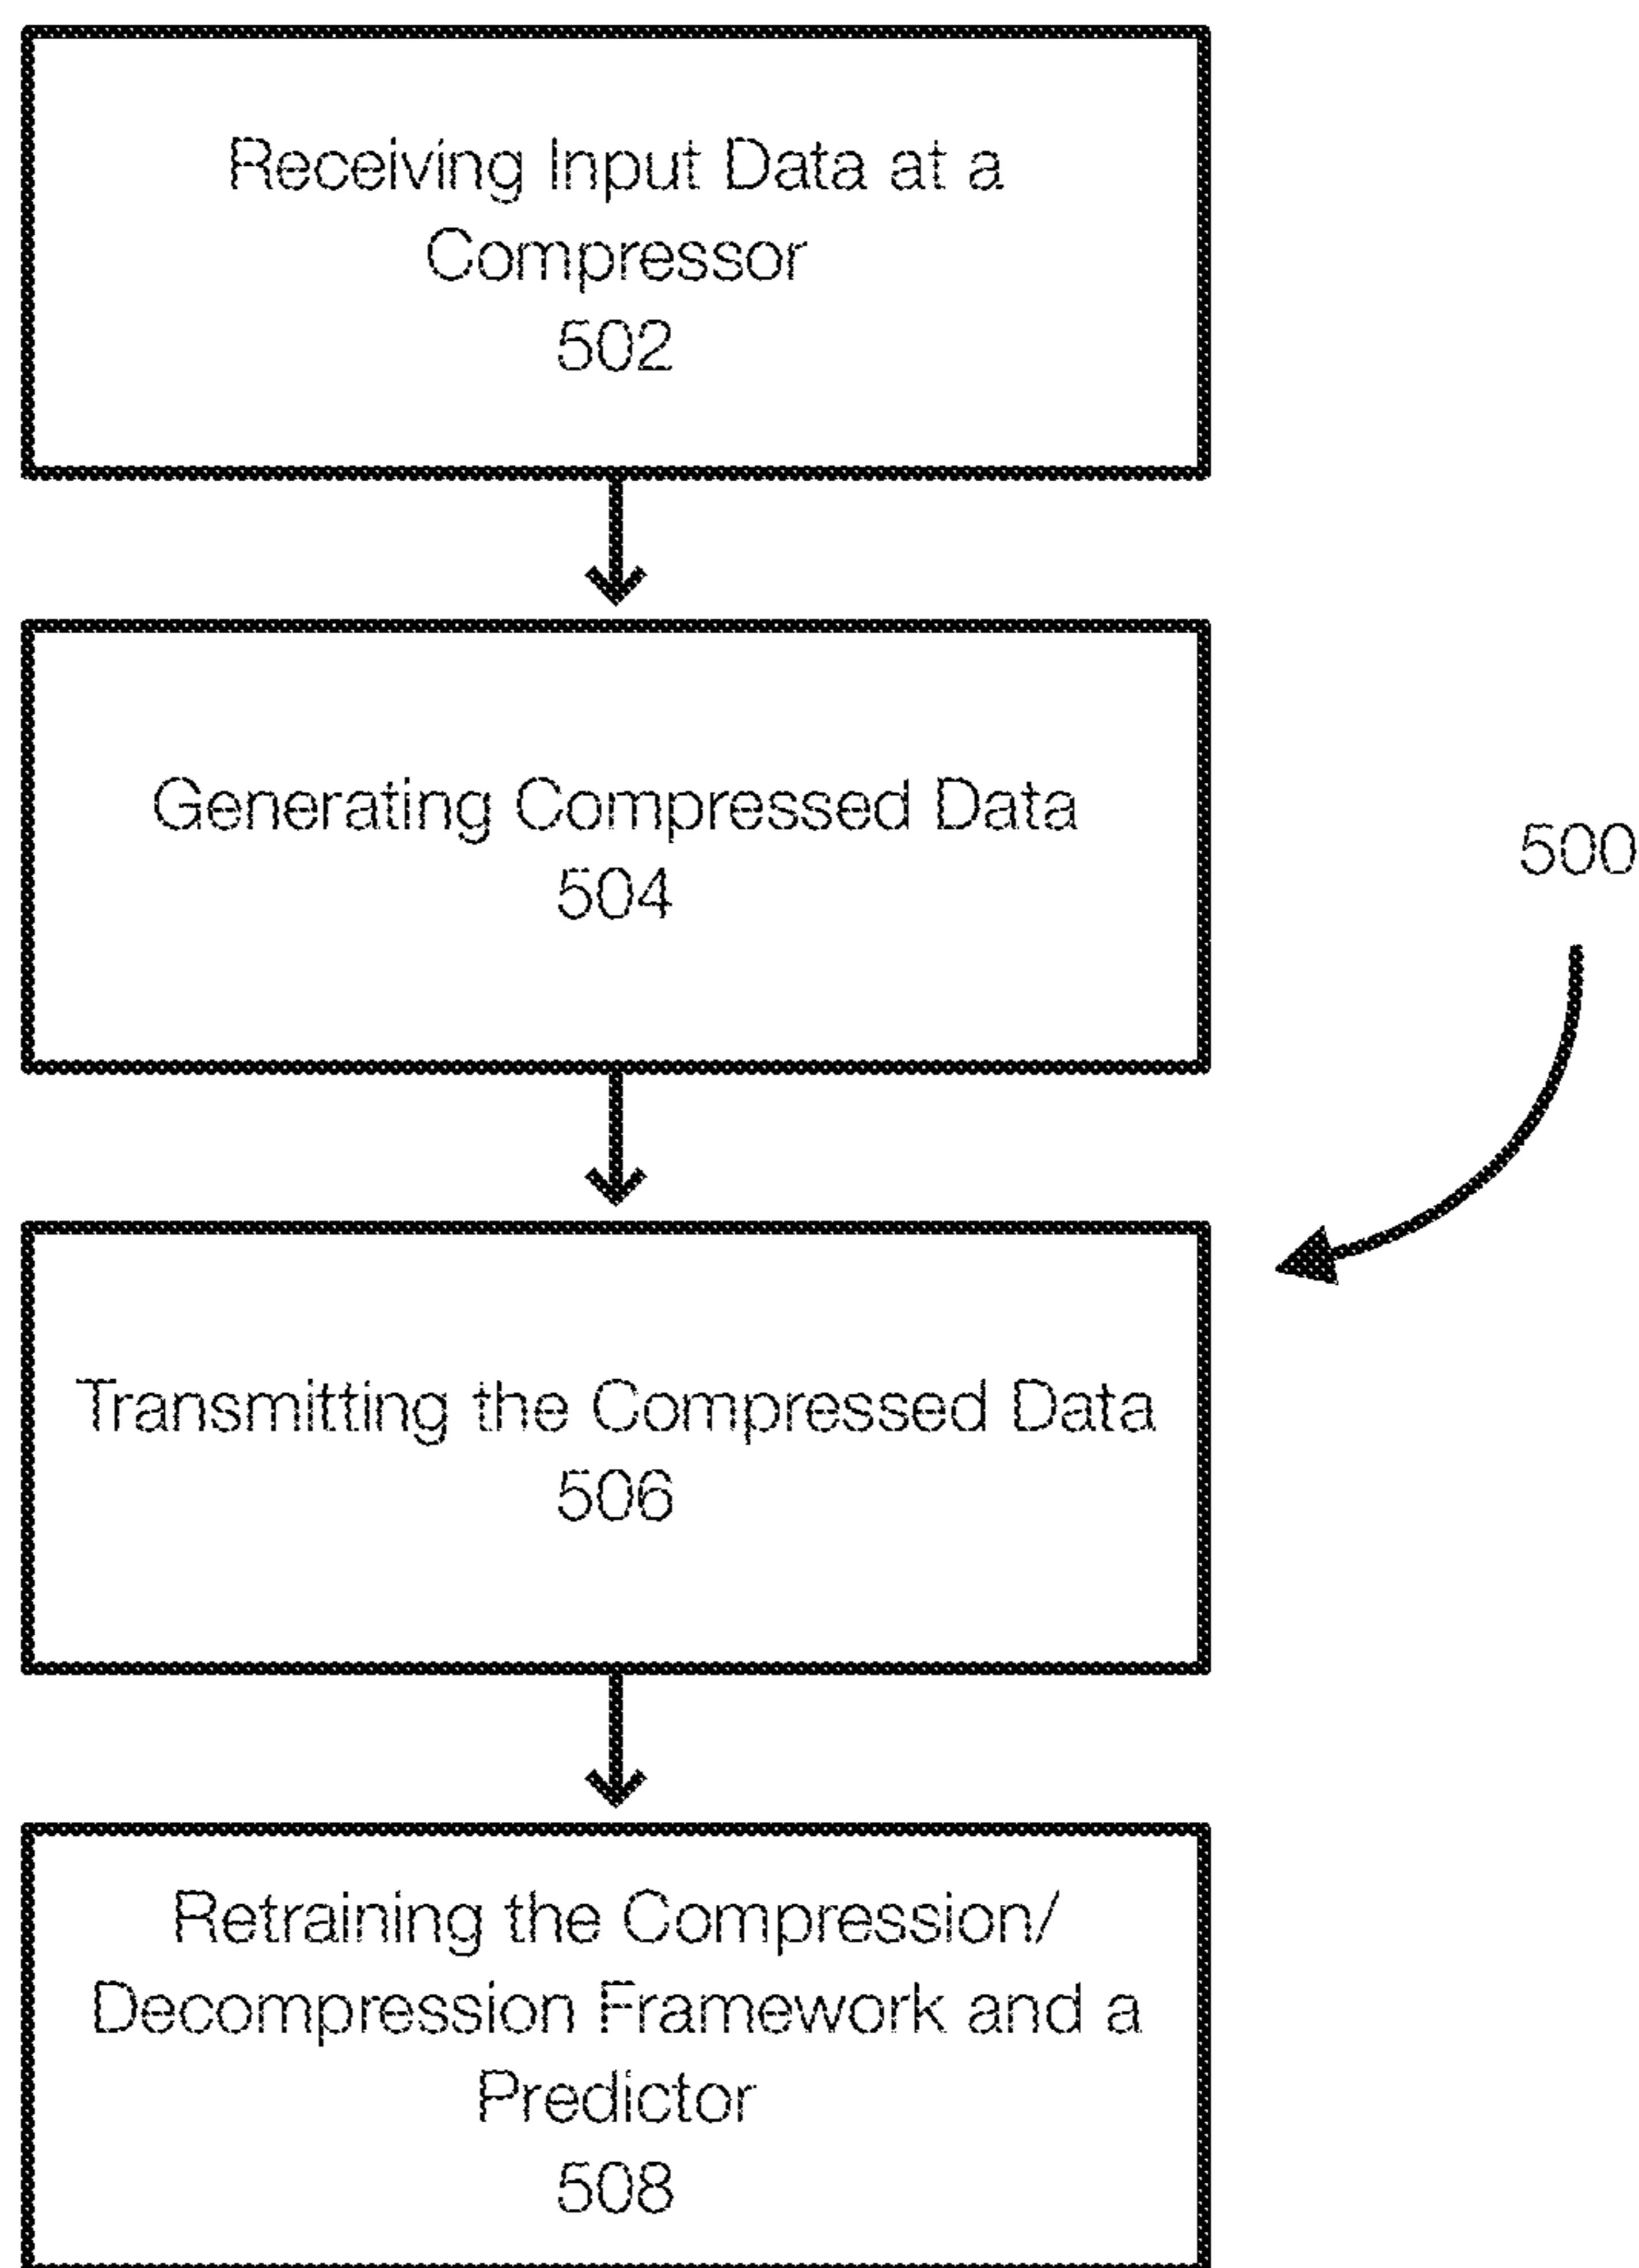 Receiving Input Data at a
Compressor
502
Generating Compressed Data
504
500
Transmitting the Compressed Data
506
Retraining the Compression/
Decompression Framework and a
Predictor
508